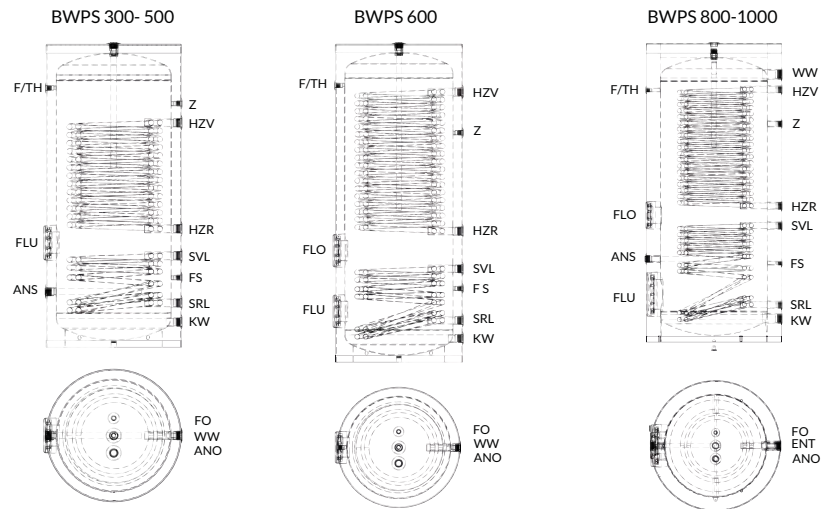 BWPS 300- 500
F/TH
Z
HZV
HZR
FLU
SVL
FS
ANS
SRL
KW
FO
WW
ANO
BWPS 600
F/TH
HZV
Z
HZR
FLO
SVL
F S
FLU
SRL
KW
FO
WW
ANO
BWPS 800-1000
WW
F/TH
HZV
Z
HZR
FLO
SVL
ANS
FS
FLU
SRL
KW
FO
ENT
ANO